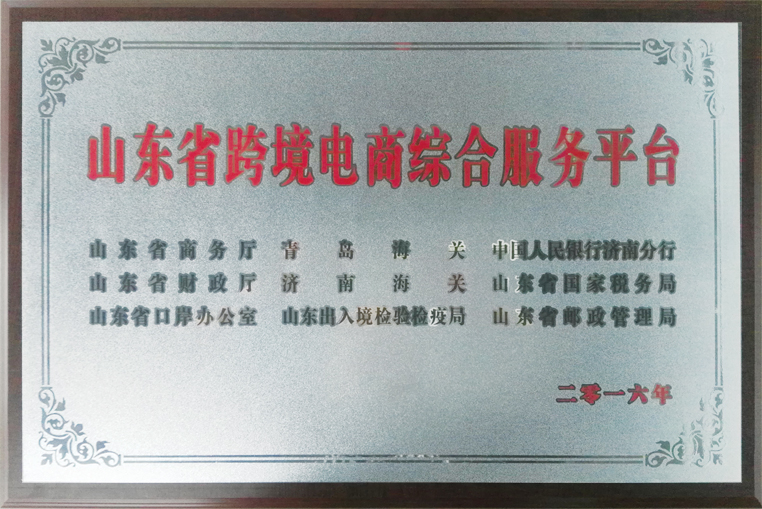 山东省跨境电商综合服务平台
山东省商务厅 青岛海关 中国人民银行济南分行
山东省财政厅 济南海关 山东省国家税务局
山东省口岸办公室 山东出入境检验检疫局 山东省邮政管理局
二零一六年